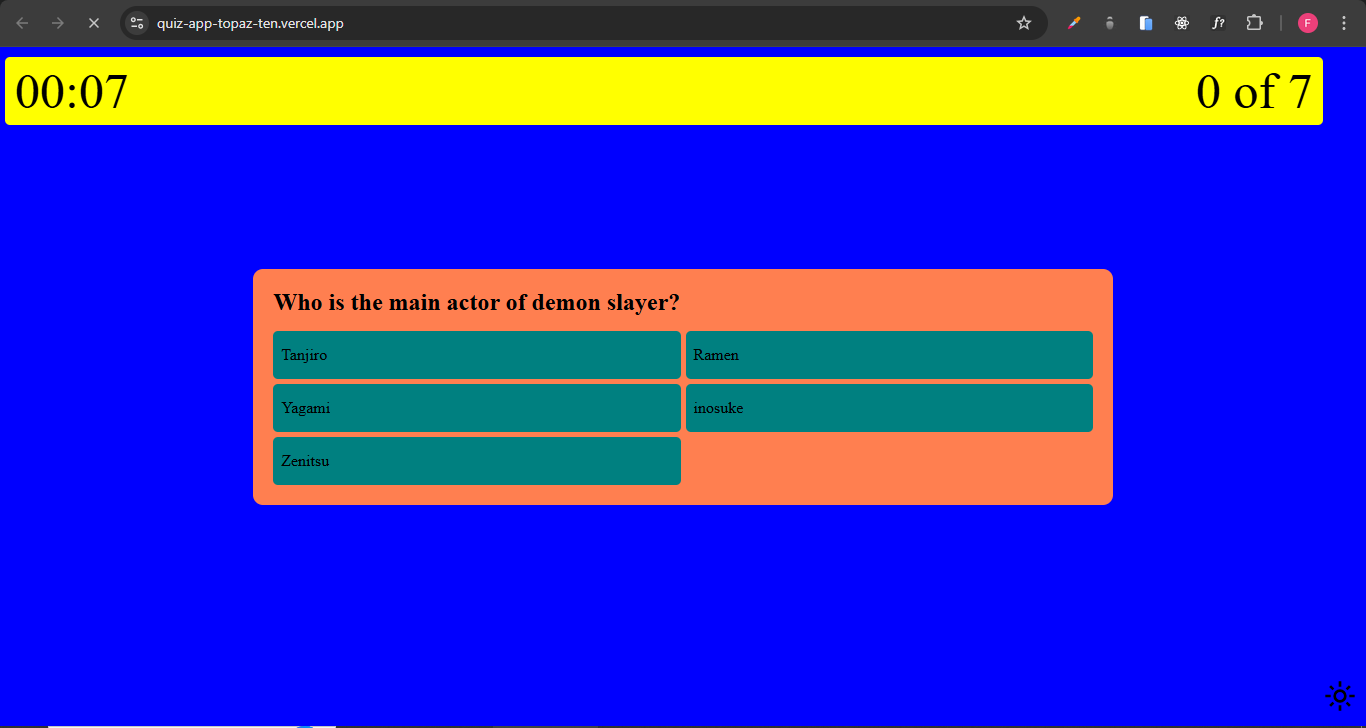 quiz-app-topaz-ten.vercel.app
f?
F
00:07
0 of 7
Who is the main actor of demon slayer?
Tanjiro
Ramen
Yagami
inosuke
Zenitsu